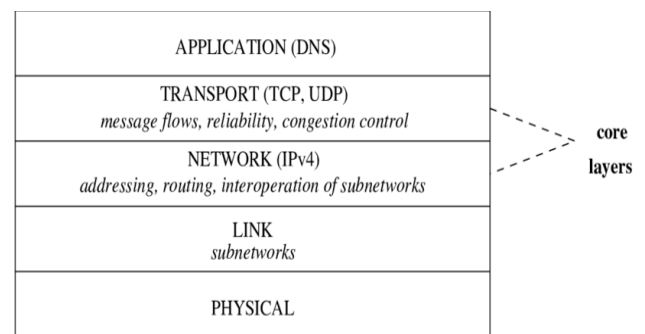 APPLICATION (DNS)
TRANSPORT (TCP, UDP)
message flows, reliability, congestion control
NETWORK (IPv4)
addressing, routing, interoperation of subnetworks
LINK
subnetworks
PHYSICAL
core
layers